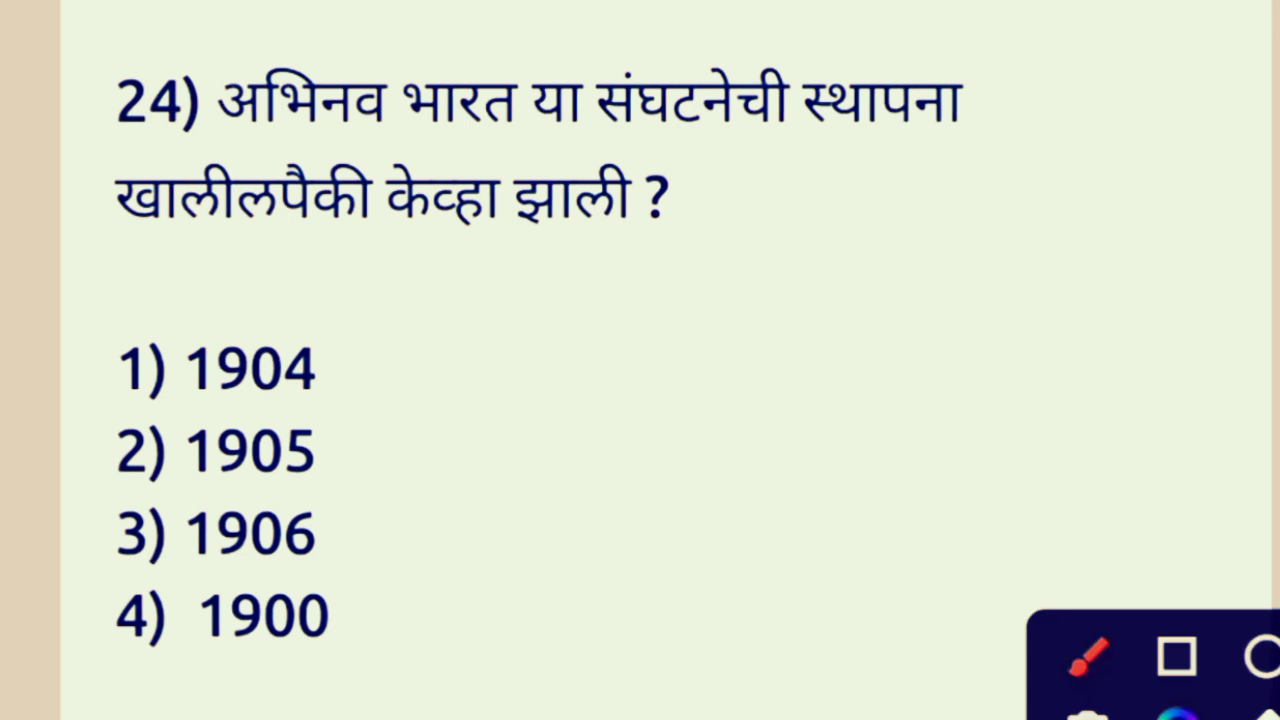 24) अभिनव भारत या संघटनेची स्थापना
खालीलपैकी केव्हा झाली ?
1) 1904
2) 1905
3) 1906
4) 1900